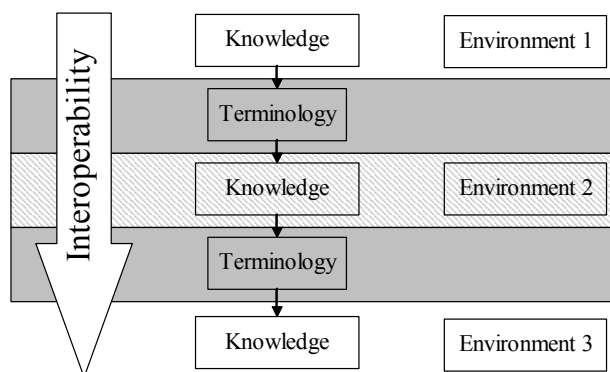 Knowledge
Environment 1
Terminology
Knowledge
Environment 2
Terminology
Knowledge
Environment 3
Interoperability